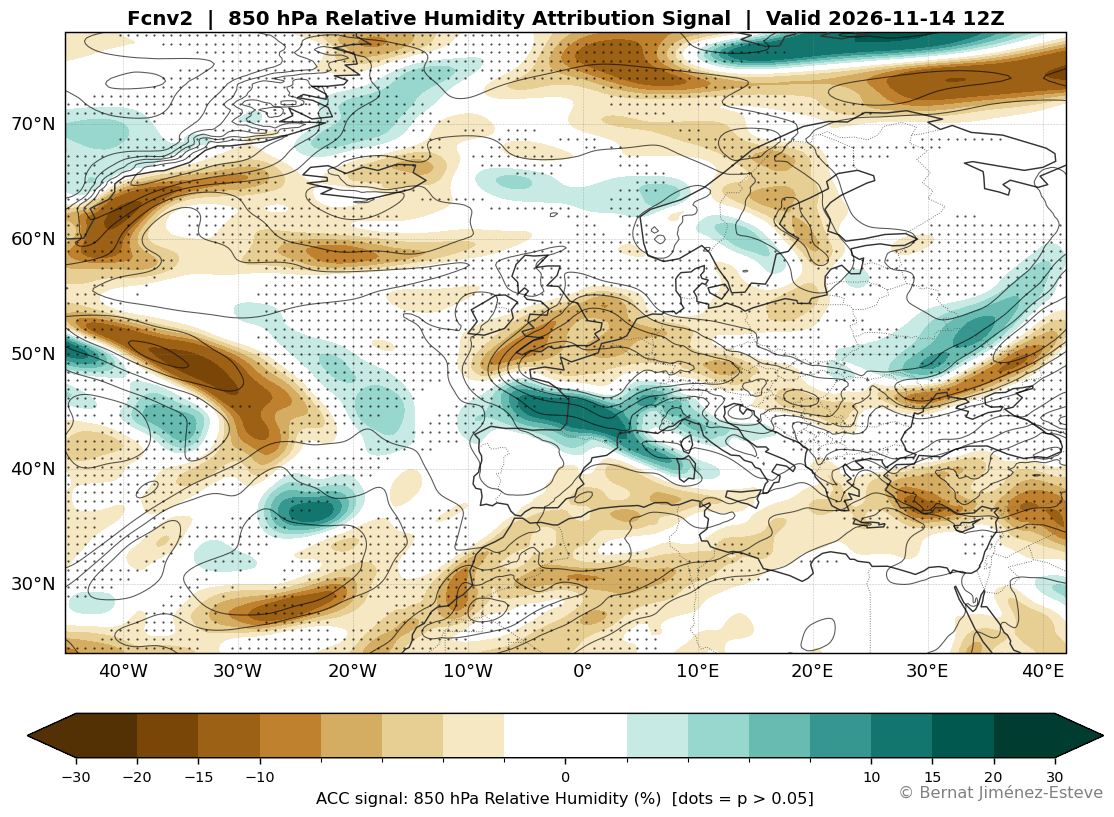 Fcnv2 | 850 hPa Relative Humidity Attribution Signal | Valid 2026-11-14 12Z
70°N
60°N
50°N
40°N
30°N
40°W 30°W 20°W 10°W 0° 10°E 20°E 30°E 40°E
−30 −20 −15 −10 0 10 15 20 30
ACC signal: 850 hPa Relative Humidity (%) [dots = p > 0.05]
© Bernat Jiménez-Esteve